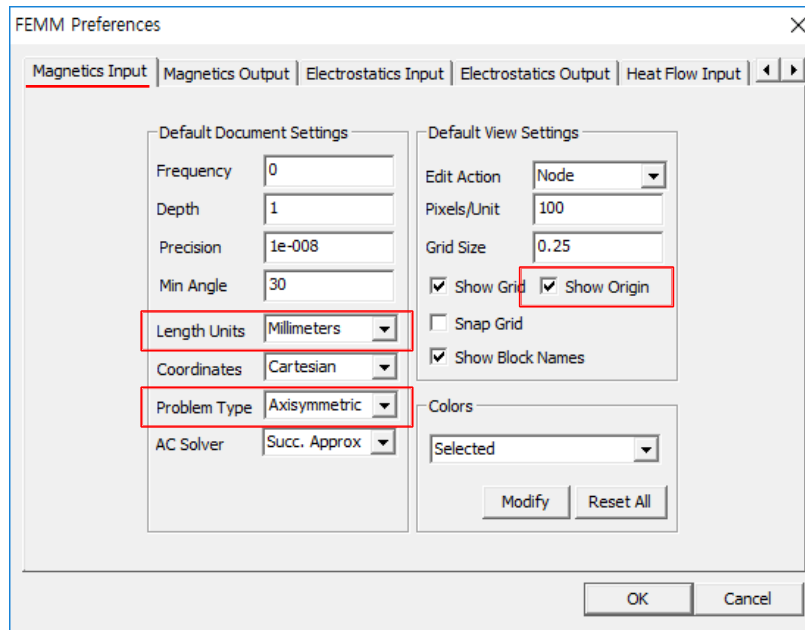 FEMM Preferences
Magnetics Input Magnetics Output Electrostatics Input Electrostatics Output Heat Flow Input
Default Document Settings
Frequency 0
Depth 1
Precision 1e-008
Min Angle 30
Length Units Millimeters
Coordinates Cartesian
Problem Type Axisymmetric
AC Solver Succ. Approx
Default View Settings
Edit Action Node
Pixels/Unit 100
Grid Size 0.25
Show Grid Show Origin
Snap Grid
Show Block Names
Colors
Selected
Modify Reset All
OK Cancel